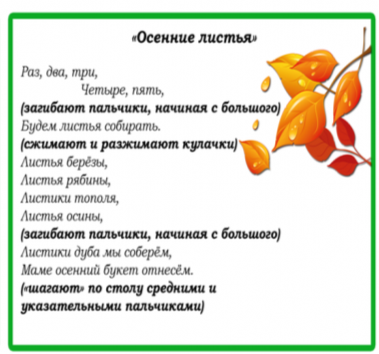 «Осенние листья»
Раз, два, три,
Четыре, пять,
(загибают пальчики, начиная с большого)
Будем листья собирать.
(сжимают и разжимают кулачки)
Листья берёзы,
Листья рябины,
Листики тополя,
Листья осины,
(загибают пальчики, начиная с большого)
Листики дуба мы соберём,
Маме осенний букет отнесём.
(«шагают» по столу средними и
указательными пальчиками)